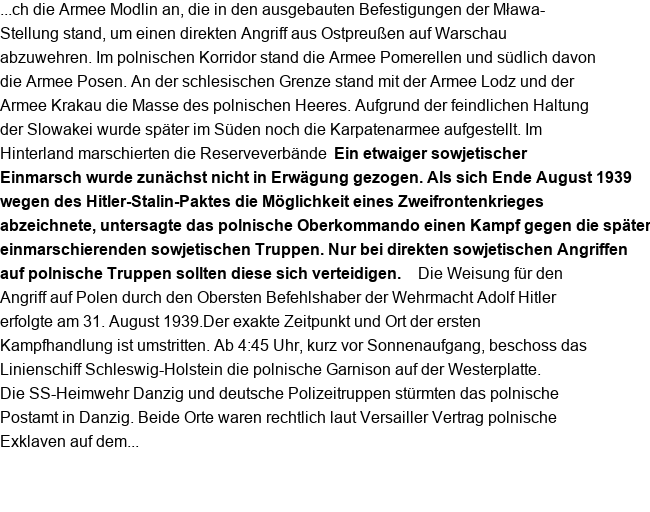 ...ch die Armee Modlin an, die in den ausgebauten Befestigungen der Mława-
Stellung stand, um einen direkten Angriff aus Ostpreußen auf Warschau
abzuwehren. Im polnischen Korridor stand die Armee Pomerellen und südlich davon
die Armee Posen. An der schlesischen Grenze stand mit der Armee Lodz und der
Armee Krakau die Masse des polnischen Heeres. Aufgrund der feindlichen Haltung
der Slowakei wurde später im Süden noch die Karpatenarmee aufgestellt. Im
Hinterland marschierten die Reserveverbände Ein etwaiger sowjetischer
Einmarsch wurde zunächst nicht in Erwägung gezogen. Als sich Ende August 1939
wegen des Hitler-Stalin-Paktes die Möglichkeit eines Zweifrontenkrieges
abzeichnete, untersagte das polnische Oberkommando einen Kampf gegen die später
einmarschierenden sowjetischen Truppen. Nur bei direkten sowjetischen Angriffen
auf polnische Truppen sollten diese sich verteidigen. Die Weisung für den
Angriff auf Polen durch den Obersten Befehlshaber der Wehrmacht Adolf Hitler
erfolgte am 31. August 1939.Der exakte Zeitpunkt und Ort der ersten
Kampfhandlung ist umstritten. Ab 4:45 Uhr, kurz vor Sonnenaufgang, beschoss das
Linienschiff Schleswig-Holstein die polnische Garnison auf der Westerplatte.
Die SS-Heimwehr Danzig und deutsche Polizeitruppen stürmten das polnische
Postamt in Danzig. Beide Orte waren rechtlich laut Versailler Vertrag polnische
Exklaven auf dem...